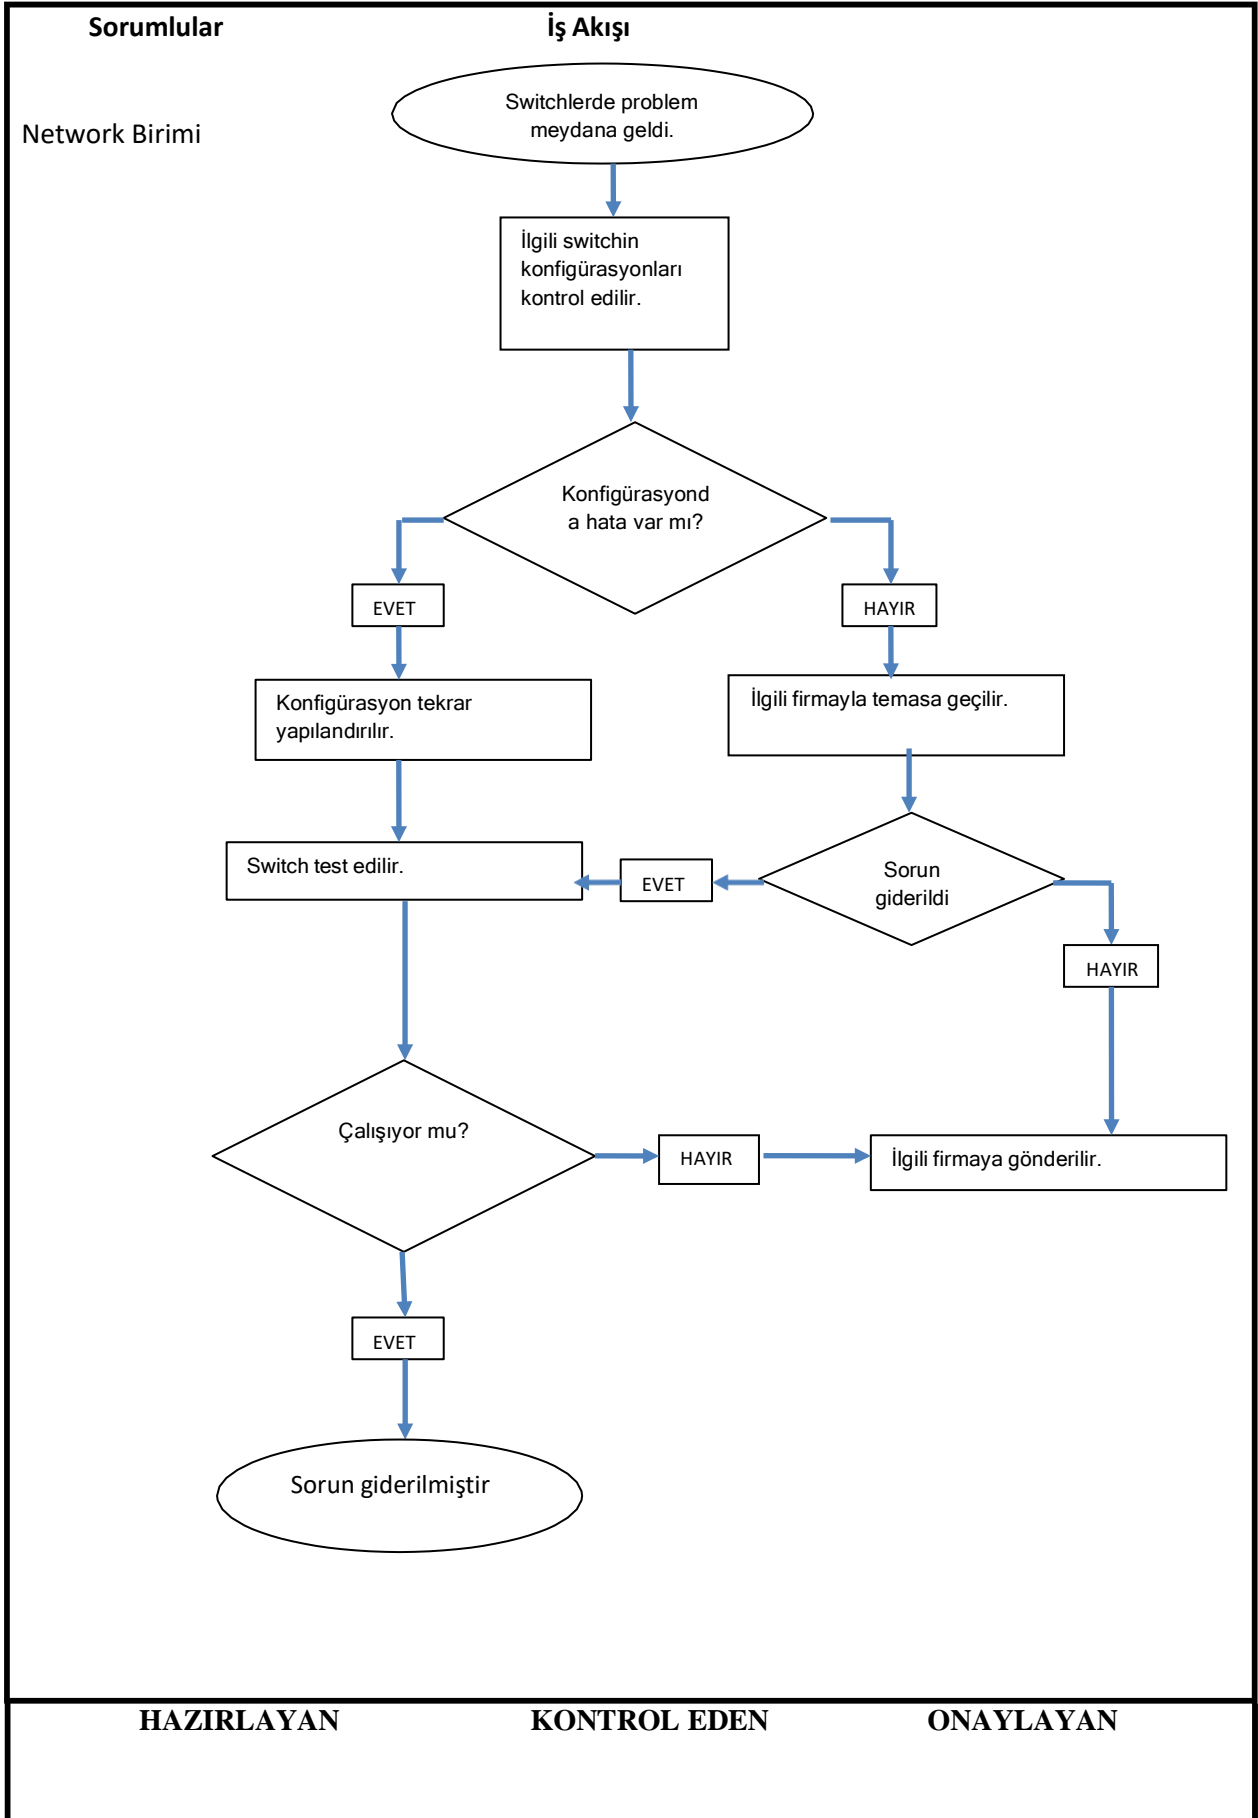 Sorumlular
İş Akışı
Network Birimi
Switchlerde problem
meydana geldi.
İlgili switchin
konfigürasyonları
kontrol edilir.
Konfigürasyond
a hata var mı?
EVET
HAYIR
Konfigürasyon tekrar
yapılandırılır.
İlgili firmayla temasa geçilir.
Switch test edilir.
EVET
Sorun
giderildi
HAYIR
Çalışıyor mu?
HAYIR
İlgili firmaya gönderilir.
EVET
Sorun giderilmiştir
HAZIRLAYAN
KONTROL EDEN
ONAYLAYAN